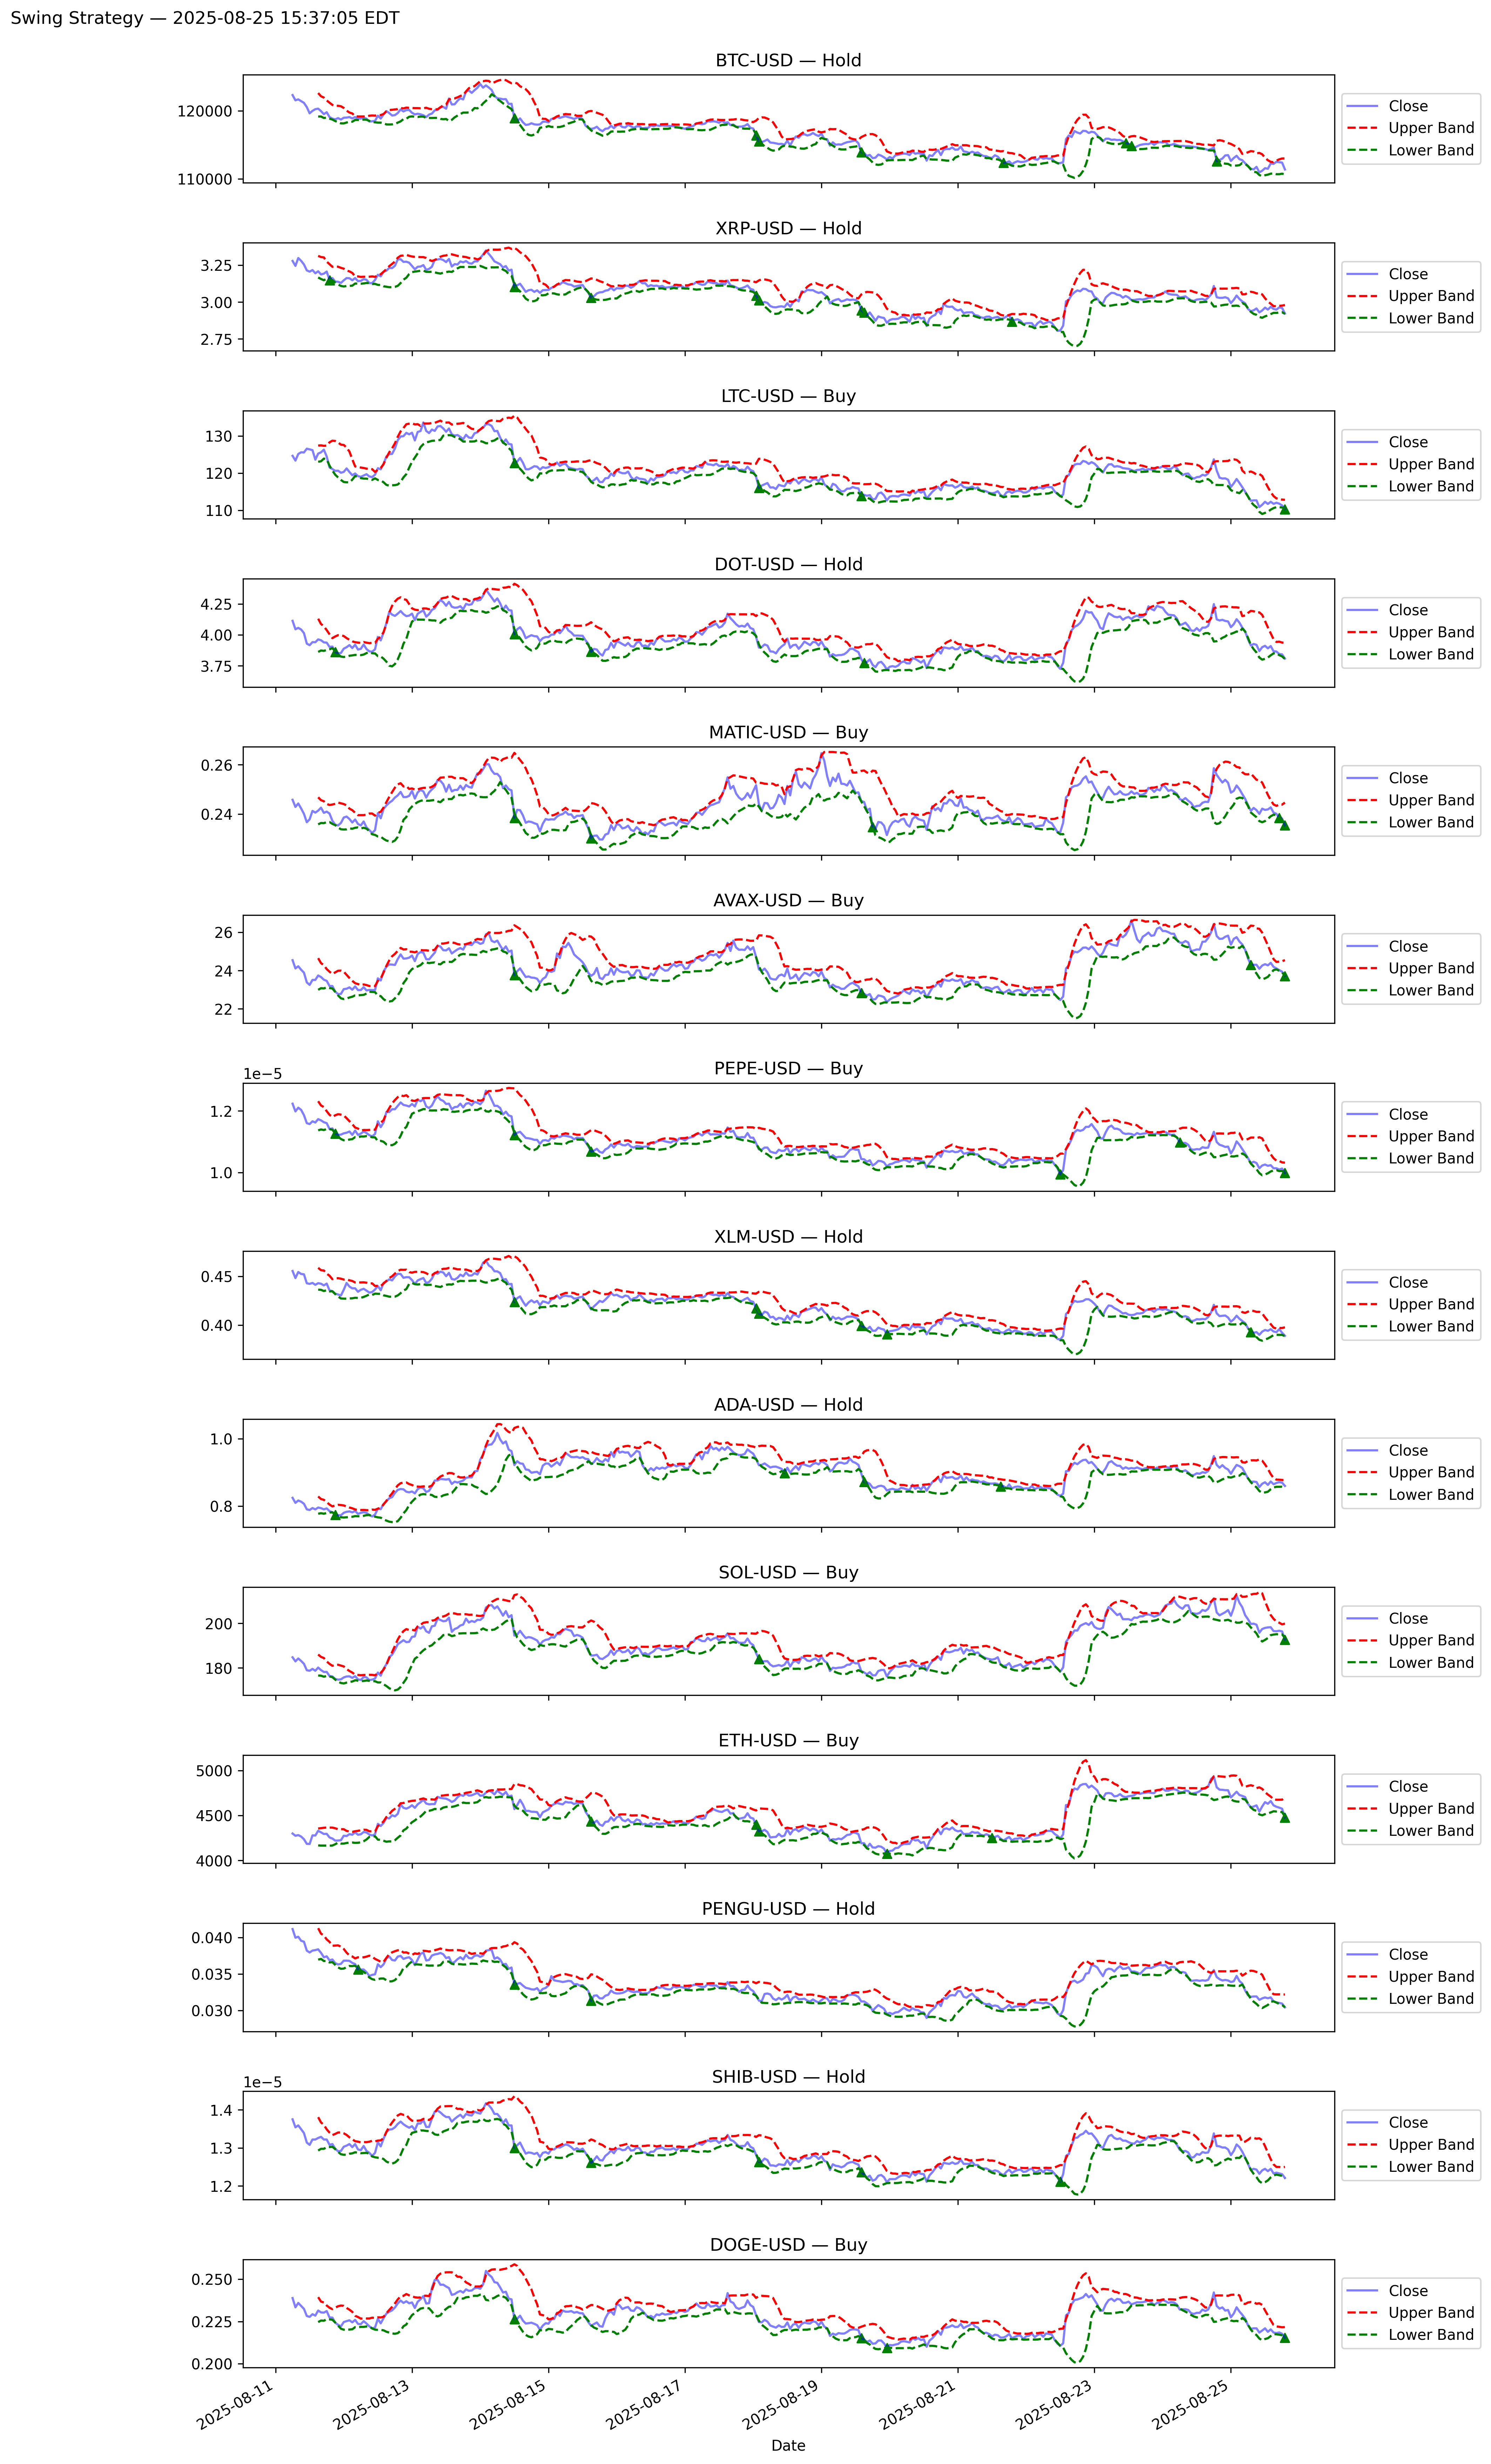 Swing Strategy — 2025-08-25 15:37:05 EDT
BTC-USD — Hold
120000
110000
Close
Upper Band
Lower Band
XRP-USD — Hold
3.25
3.00
2.75
Close
Upper Band
Lower Band
LTC-USD — Buy
130
120
110
Close
Upper Band
Lower Band
DOT-USD — Hold
4.25
4.00
3.75
Close
Upper Band
Lower Band
MATIC-USD — Buy
0.26
0.24
Close
Upper Band
Lower Band
AVAX-USD — Buy
26
24
22
Close
Upper Band
Lower Band
PEPE-USD — Buy
1e−5
1.2
1.0
Close
Upper Band
Lower Band
XLM-USD — Hold
0.45
0.40
Close
Upper Band
Lower Band
ADA-USD — Hold
1.0
0.8
Close
Upper Band
Lower Band
SOL-USD — Buy
200
180
Close
Upper Band
Lower Band
ETH-USD — Buy
5000
4500
4000
Close
Upper Band
Lower Band
PENGU-USD — Hold
0.040
0.035
0.030
Close
Upper Band
Lower Band
SHIB-USD — Hold
1e−5
1.4
1.3
1.2
Close
Upper Band
Lower Band
DOGE-USD — Buy
0.250
0.225
0.200
Close
Upper Band
Lower Band
2025-08-11
2025-08-13
2025-08-15
2025-08-17
2025-08-19
2025-08-21
2025-08-23
2025-08-25
Date